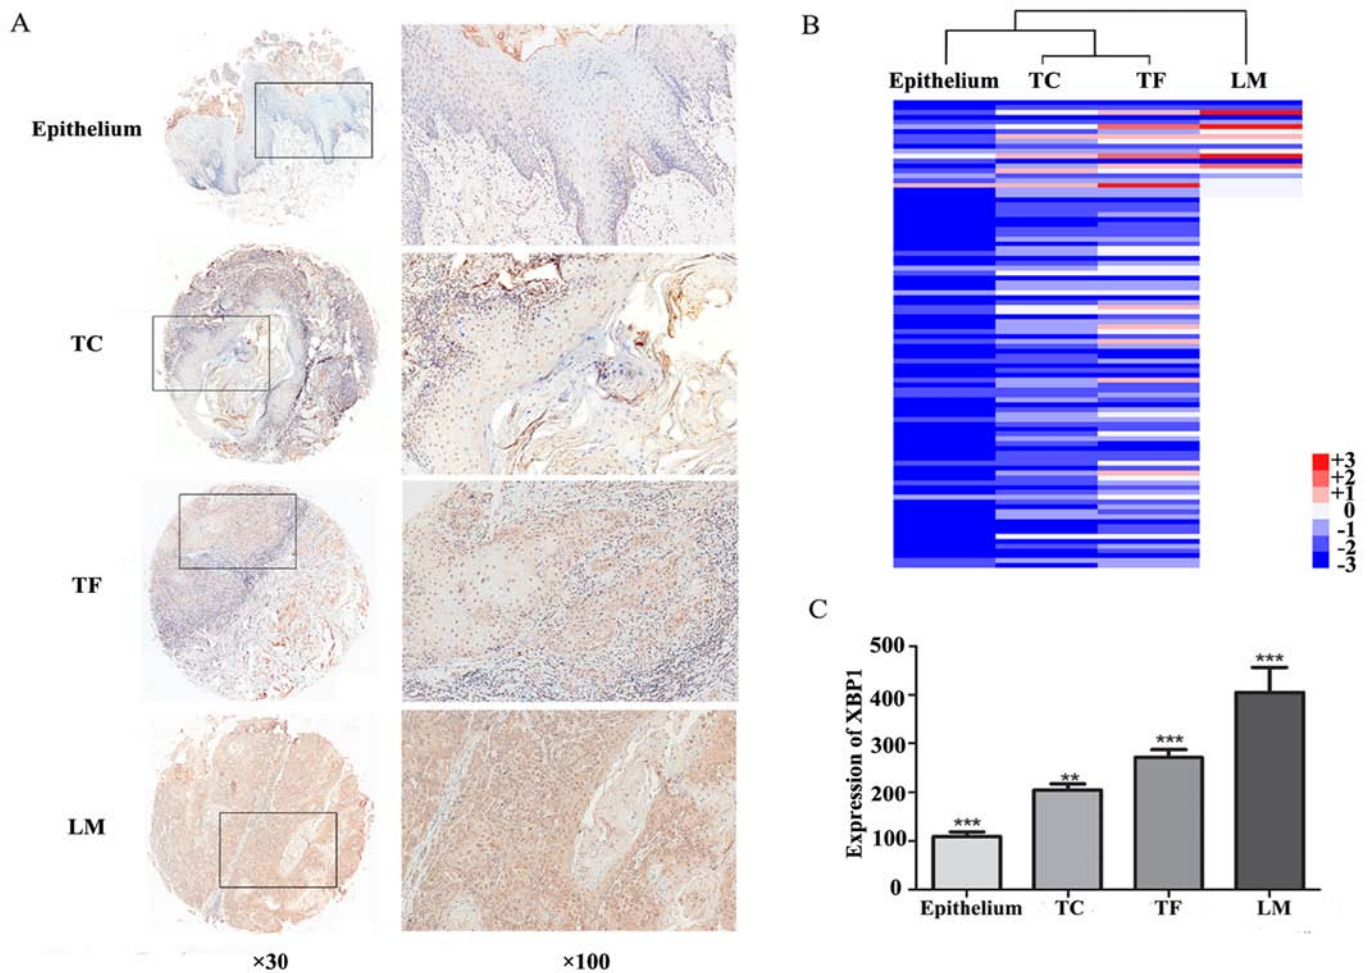 A
Epithelium
TC
TF
LM
×30
×100
B
Epithelium TC TF LM
+3
+2
+1
0
-1
-2
-3
C
Expression of XBP1
500
400
300
200
100
0
***
**
***
***
Epithelium TC TF LM